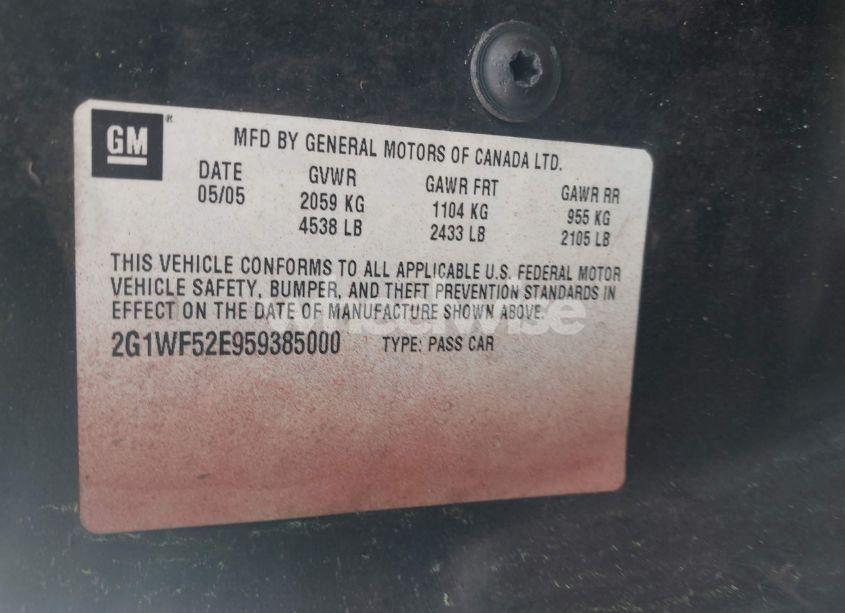 GM®
MFD BY GENERAL MOTORS OF CANADA LTD.
DATE GVWR GAWR FRT GAWR RR
05/05 2059 KG 1104 KG 955 KG
4538 LB 2433 LB 2105 LB
THIS VEHICLE CONFORMS TO ALL APPLICABLE U.S. FEDERAL MOTOR
VEHICLE SAFETY, BUMPER, AND THEFT PREVENTION STANDARDS IN
EFFECT ON THE DATE OF MANUFACTURE SHOWN ABOVE.
wheelwise
2G1WF52E959385000 TYPE: PASS CAR